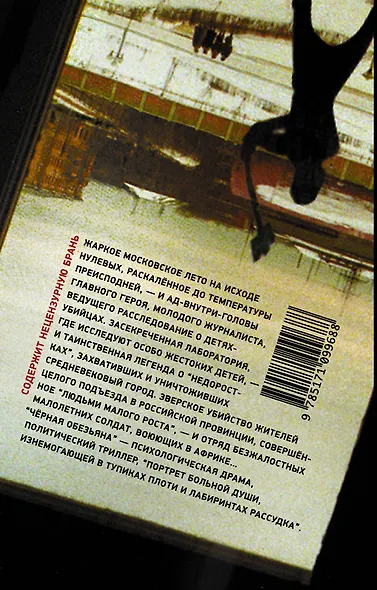 СОДЕРЖИТ НЕЦЕНЗУРНУЮ БРАНЬ
ЖАРКОЕ МОСКОВСКОЕ ЛЕТО НА ИСХОДЕ
НУЛЕВЫХ, РАСКАЛЁННОЕ ДО ТЕМПЕРАТУРЫ
ПРЕИСПОДНЕЙ, — И АД-ВНУТРИ-ГОЛОВЫ
ГЛАВНОГО ГЕРОЯ, МОЛОДОГО ЖУРНАЛИСТА,
ВЕДУЩЕГО РАССЛЕДОВАНИЕ О ДЕТЯХ-
УБИЙЦАХ. ЗАСЕКРЕЧЕННАЯ ЛАБОРАТОРИЯ,
ГДЕ ИССЛЕДУЮТ ОСОБО ЖЕСТОКИХ ДЕТЕЙ, —
И ТАИНСТВЕННАЯ ЛЕГЕНДА О "НЕДОРОСТ-
КАХ", ЗАХВАТИВШИХ И УНИЧТОЖИВШИХ
СРЕДНЕВЕКОВЫЙ ГОРОД. ЗВЕРСКОЕ УБИЙСТВО ЖИТЕЛЕЙ
ЦЕЛОГО ПОДЪЕЗДА В РОССИЙСКОЙ ПРОВИНЦИИ, СОВЕРШЁН-
НОЕ "ЛЮДЬМИ МАЛОГО РОСТА", — И ОТРЯД БЕЗЖАЛОСТНЫХ
МАЛОЛЕТНИХ СОЛДАТ, ВОЮЮЩИХ В АФРИКЕ...
"ЧЁРНАЯ ОБЕЗЬЯНА" — ПСИХОЛОГИЧЕСКАЯ ДРАМА,
ПОЛИТИЧЕСКИЙ ТРИЛЛЕР, "ПОРТРЕТ БОЛЬНОЙ ДУШИ,
ИЗНЕМОГАЮЩЕЙ В ТУПИКАХ ПЛОТИ И ЛАБИРИНТАХ РАССУДКА".
9 785171 099688